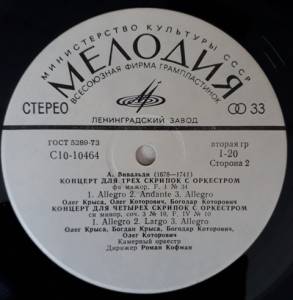 МИНИСТЕРСТВО КУЛЬТУРЫ СССР
МЕЛОДИЯ
ВСЕСОЮЗНАЯ ФИРМА ГРАМПЛАСТИНОК
СТЕРЕО 33
ЛЕНИНГРАДСКИЙ ЗАВОД
ГОСТ 5289-73 вторая гр
С10-10464 1-20
Сторона 2
А. Вивальди (1678—1741)
КОНЦЕРТ ДЛЯ ТРЕХ СКРИПОК С ОРКЕСТРОМ
фа мажор, F. I № 34
1. Allegro 2. Andante 3. Allegro
Олег Крыса, Олег Которович, Богодар Которович
КОНЦЕРТ ДЛЯ ЧЕТЫРЕХ СКРИПОК С ОРКЕСТРОМ
си минор, соч. 3 № 10, F. IV № 10
1. Allegro 2. Largo 3. Allegro
Олег Крыса, Богдан Крыса, Богодар Которович, Олег
Которович
Камерный оркестр
Дирижер Роман Кофман